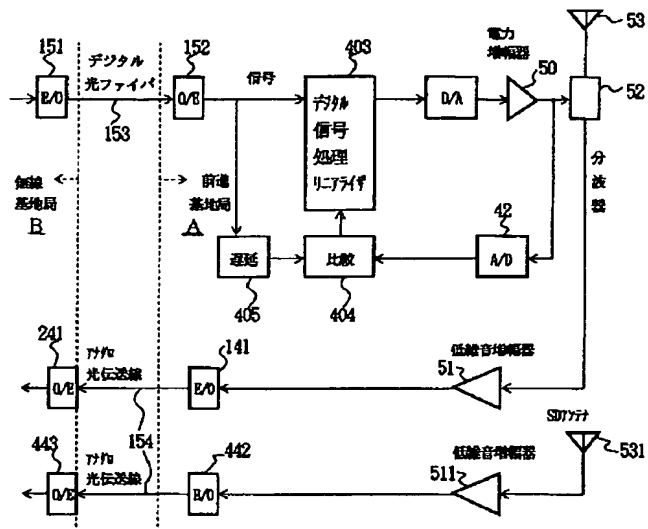 151
152
403
電力
増幅器
53
デジタル
光ファイバ
信号
50
E/O
O/E
デジタル
信号
処理
リニアライザ
D/A
52
153
無線
基地局
B
前進
基地局
A
分波器
42
遅延
比較
A/D
405
404
241
141
低雑音増幅器
アナログ
光伝送線
51
O/E
E/O
SDアンテナ
443
154
442
低雑音増幅器
531
アナログ
光伝送線
511
O/E
E/O